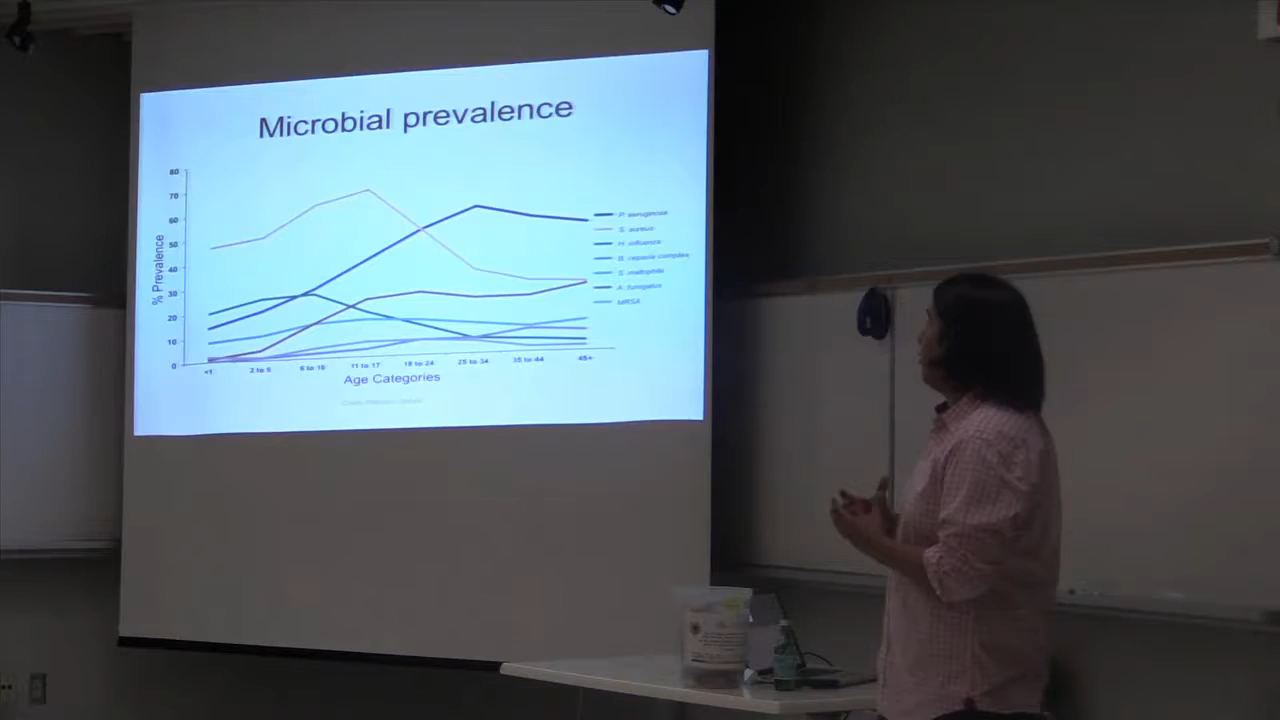 Microbial prevalence
80
70
60
50
40
30
20
10
0
% Prevalence
<1
2 to 5
6 to 10
11 to 17
18 to 24
25 to 34
35 to 44
45+
Age Categories
P. aeruginosa
S. aureus
H. influenza
B. cepacia complex
S. maltophilia
A. fumigatus
MRSA